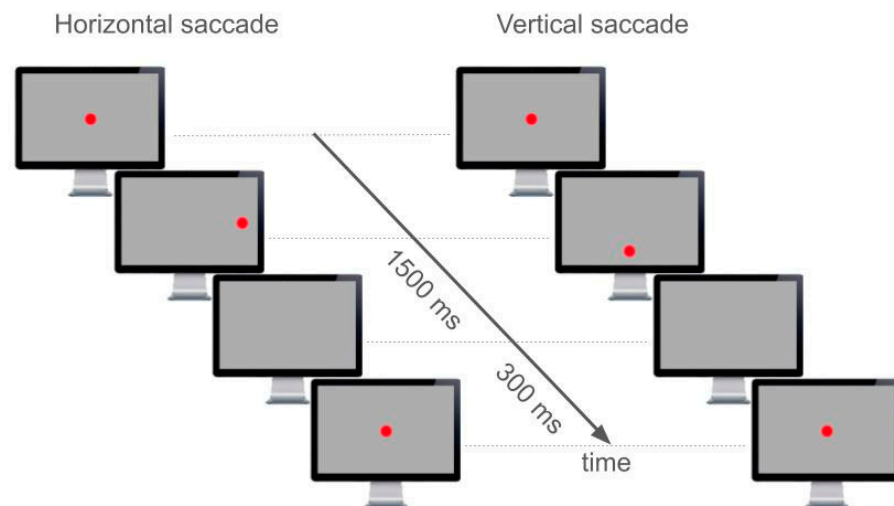 Horizontal saccade
Vertical saccade
1500 ms
300 ms
time